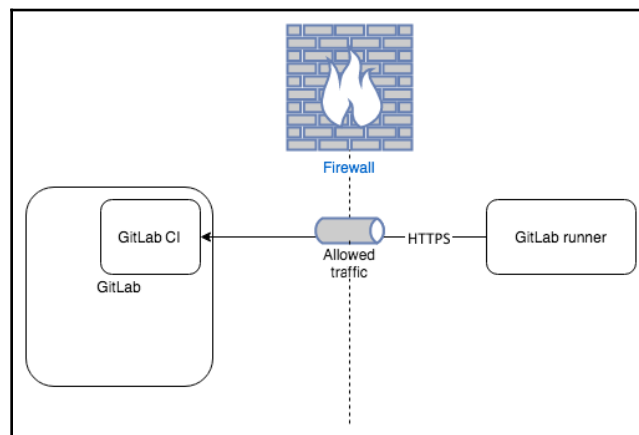 Firewall
GitLab CI
HTTPS
GitLab runner
Allowed
traffic
GitLab